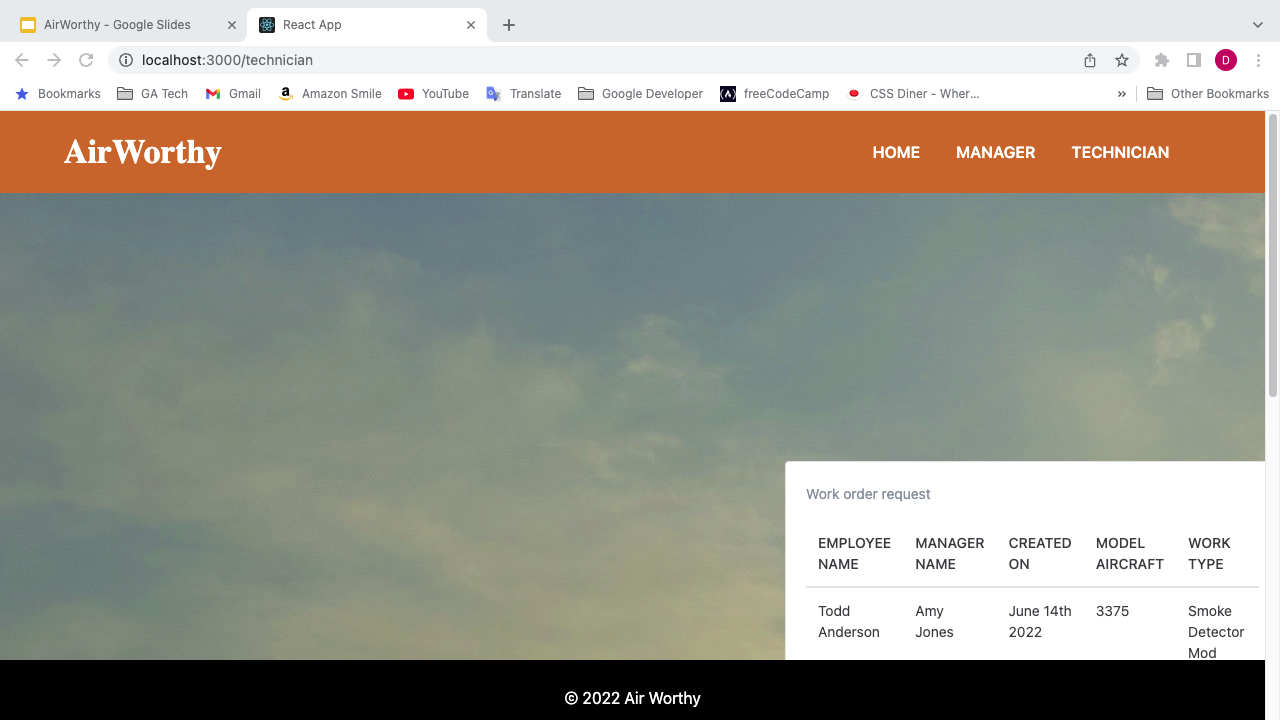 AirWorthy - Google Slides
React App
localhost:3000/technician
D
Bookmarks
GA Tech
Gmail
Amazon Smile
YouTube
Translate
Google Developer
freeCodeCamp
CSS Diner - Wher...
»
Other Bookmarks
AirWorthy
HOME
MANAGER
TECHNICIAN
Work order request
EMPLOYEE NAME
MANAGER NAME
CREATED ON
MODEL AIRCRAFT
WORK TYPE
Todd Anderson
Amy Jones
June 14th 2022
3375
Smoke Detector Mod
© 2022 Air Worthy